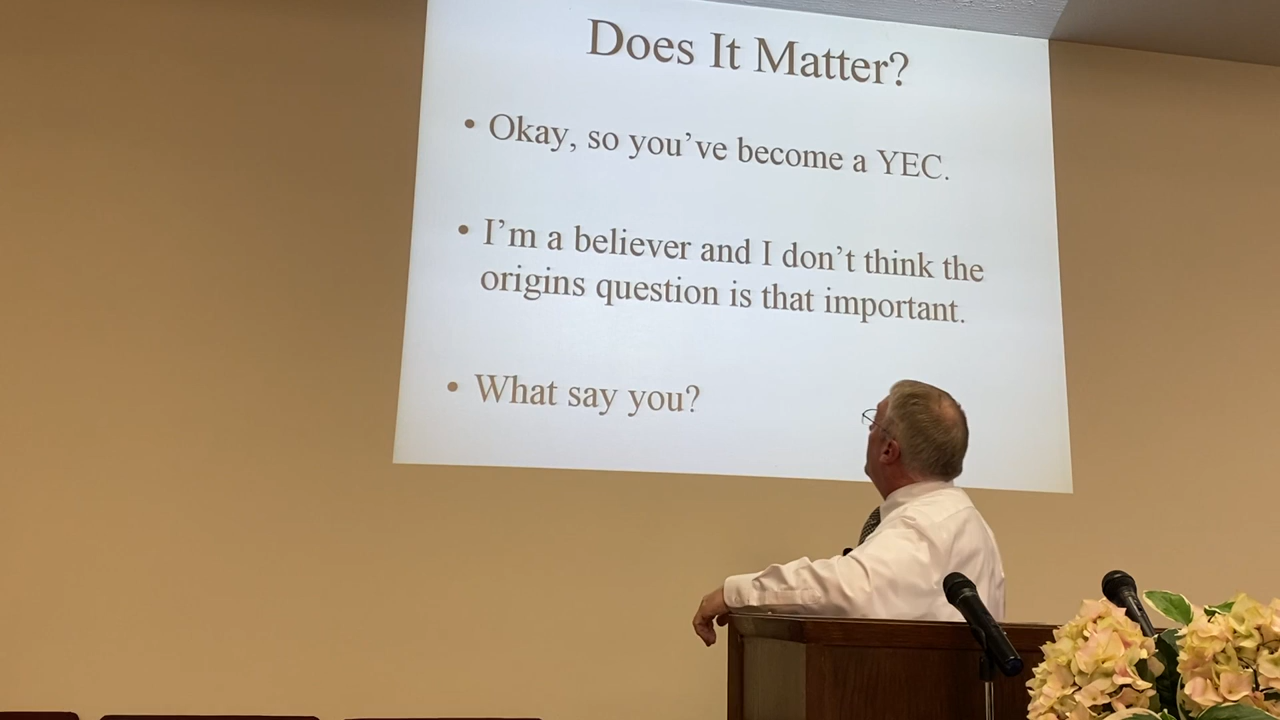 Does It Matter?
• Okay, so you've become a YEC.
• I'm a believer and I don't think the
origins question is that important.
• What say you?